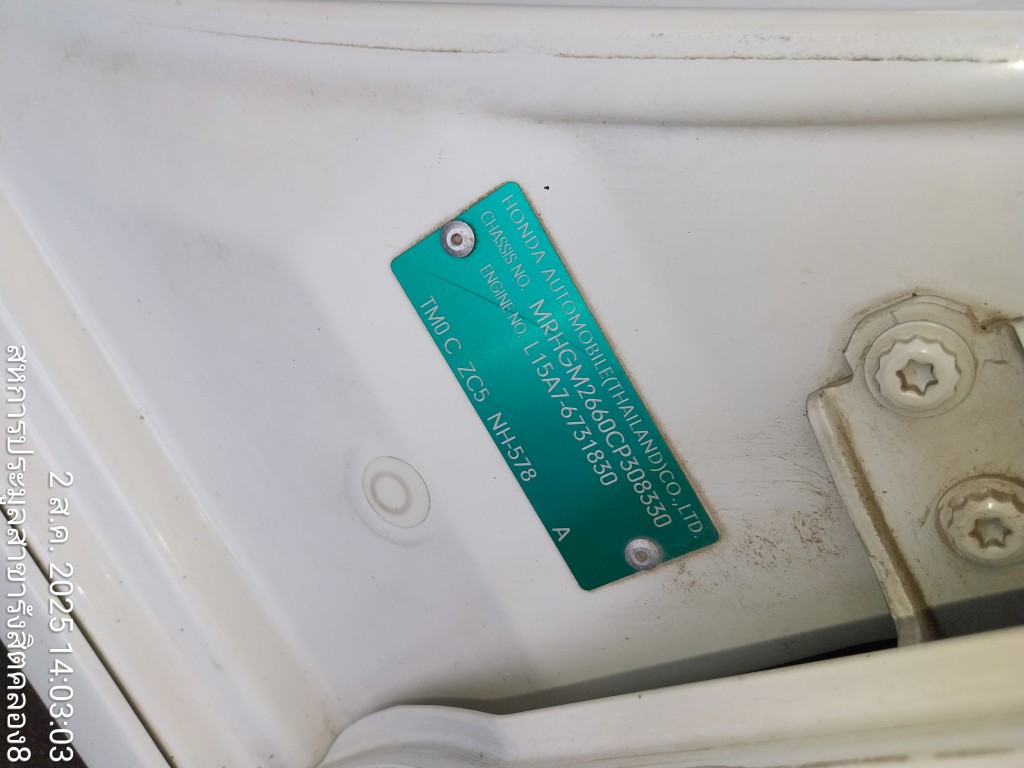 HONDA AUTOMOBILE(THAILAND)CO.,LTD.
CHASSIS NO. MRHGM2660CP308330
ENGINE NO. L15A7-6731830
TM0 C ZC5 NH-578 A
2 ส.ค. 2025 14:03:03
สหการประมูลสาขารังสิตคลอง8